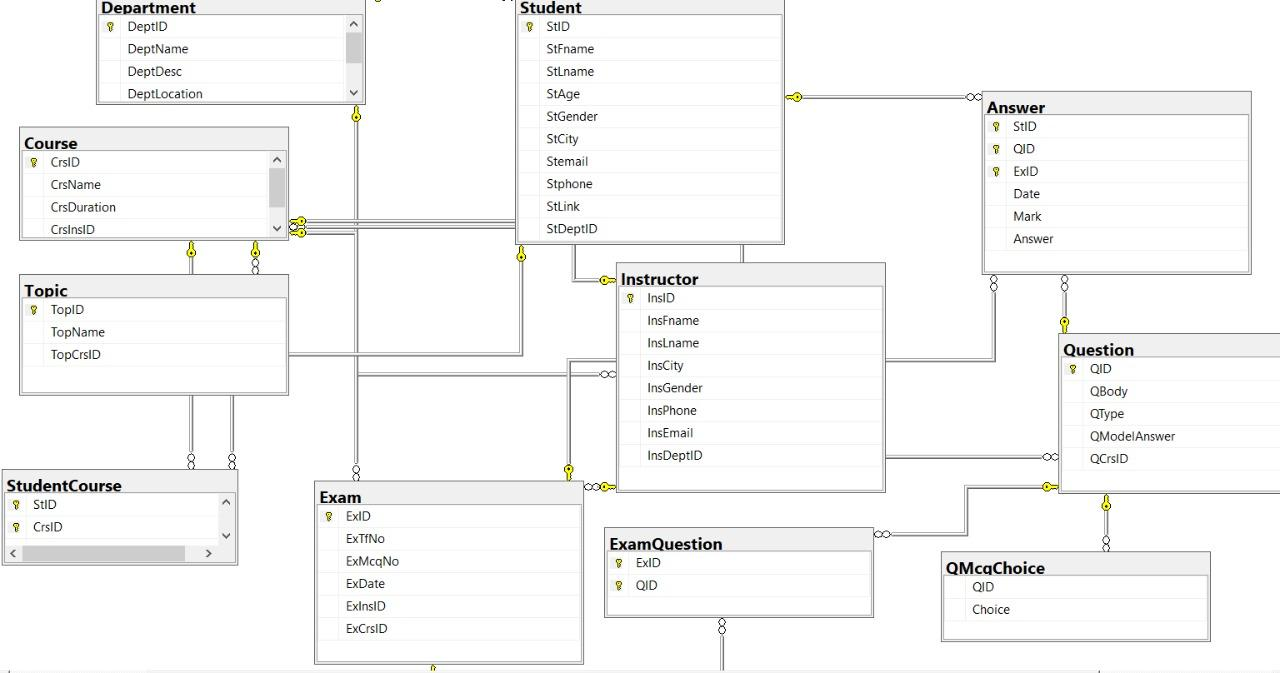 Department
DeptID
DeptName
DeptDesc
DeptLocation
Student
StID
StFname
StLname
StAge
StGender
StCity
Stemail
Stphone
StLink
StDeptID
Answer
StID
QID
ExID
Date
Mark
Answer
Course
CrsID
CrsName
CrsDuration
CrsInsID
Topic
TopID
TopName
TopCrsID
Instructor
InsID
InsFname
InsLname
InsCity
InsGender
InsPhone
InsEmail
InsDeptID
Question
QID
QBody
QType
QModelAnswer
QCrsID
StudentCourse
StID
CrsID
Exam
ExID
ExTfNo
ExMcqNo
ExDate
ExInsID
ExCrsID
ExamQuestion
ExID
QID
QMcqChoice
QID
Choice